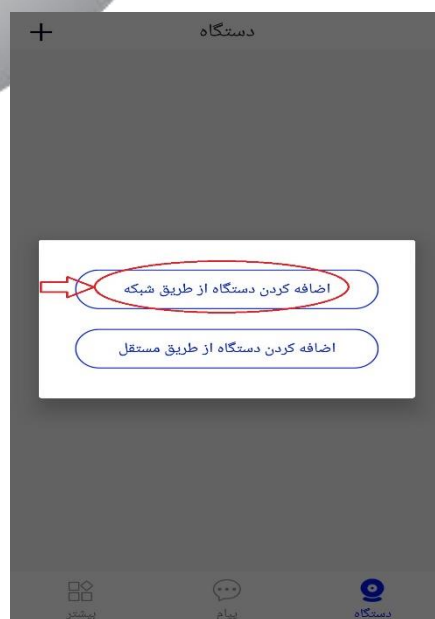 دستگاه
اضافه کردن دستگاه از طریق شبکه
اضافه کردن دستگاه از طریق مستقل
دستگاه
پیام
بیشتر